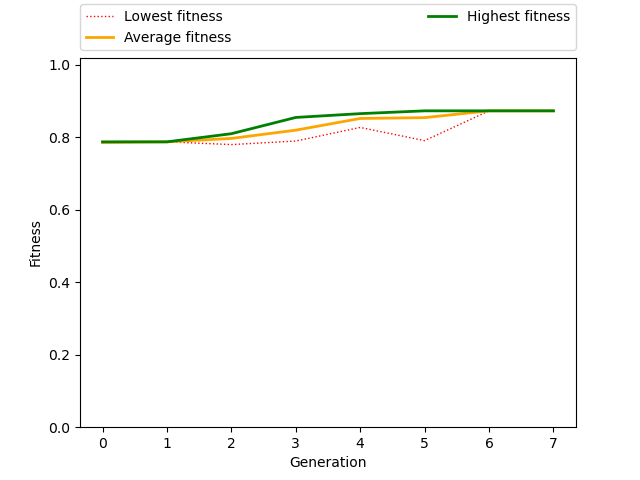 Lowest fitness
Average fitness
Highest fitness
1.0
0.8
0.6
0.4
0.2
0.0
Fitness
0 1 2 3 4 5 6 7
Generation